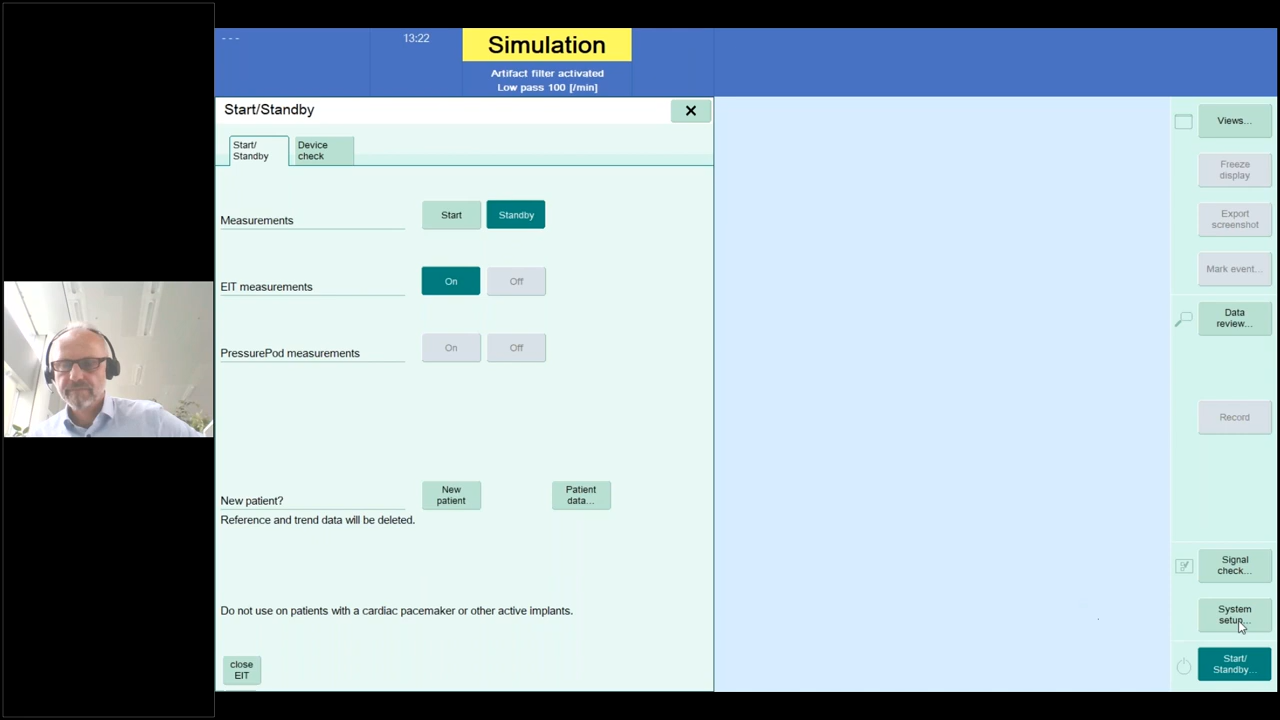 - - -
13:22
Simulation
Artifact filter activated
Low pass 100 [/min]
Start/Standby
Start/
Standby
Device
check
Measurements
Start
Standby
EIT measurements
On
Off
PressurePod measurements
On
Off
New patient?
New
patient
Patient
data...
Reference and trend data will be deleted.
Do not use on patients with a cardiac pacemaker or other active implants.
close
EIT
Views...
Freeze
display
Export
screenshot
Mark event...
Data
review...
Record
Signal
check...
System
setup...
Start/
Standby...